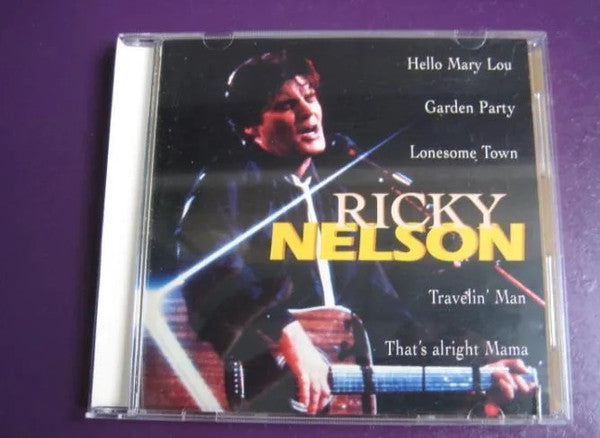 Hello Mary Lou
Garden Party
Lonesome Town
RICKY
NELSON
Travelin' Man
That's alright Mama